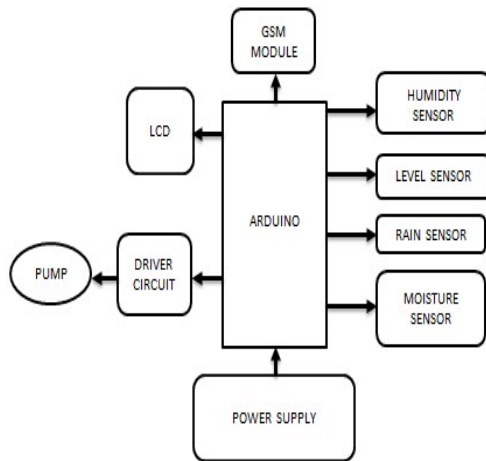 GSM
MODULE
HUMIDITY
SENSOR
LCD
LEVEL SENSOR
ARDUINO
RAIN SENSOR
PUMP
DRIVER
CIRCUIT
MOISTURE
SENSOR
POWER SUPPLY